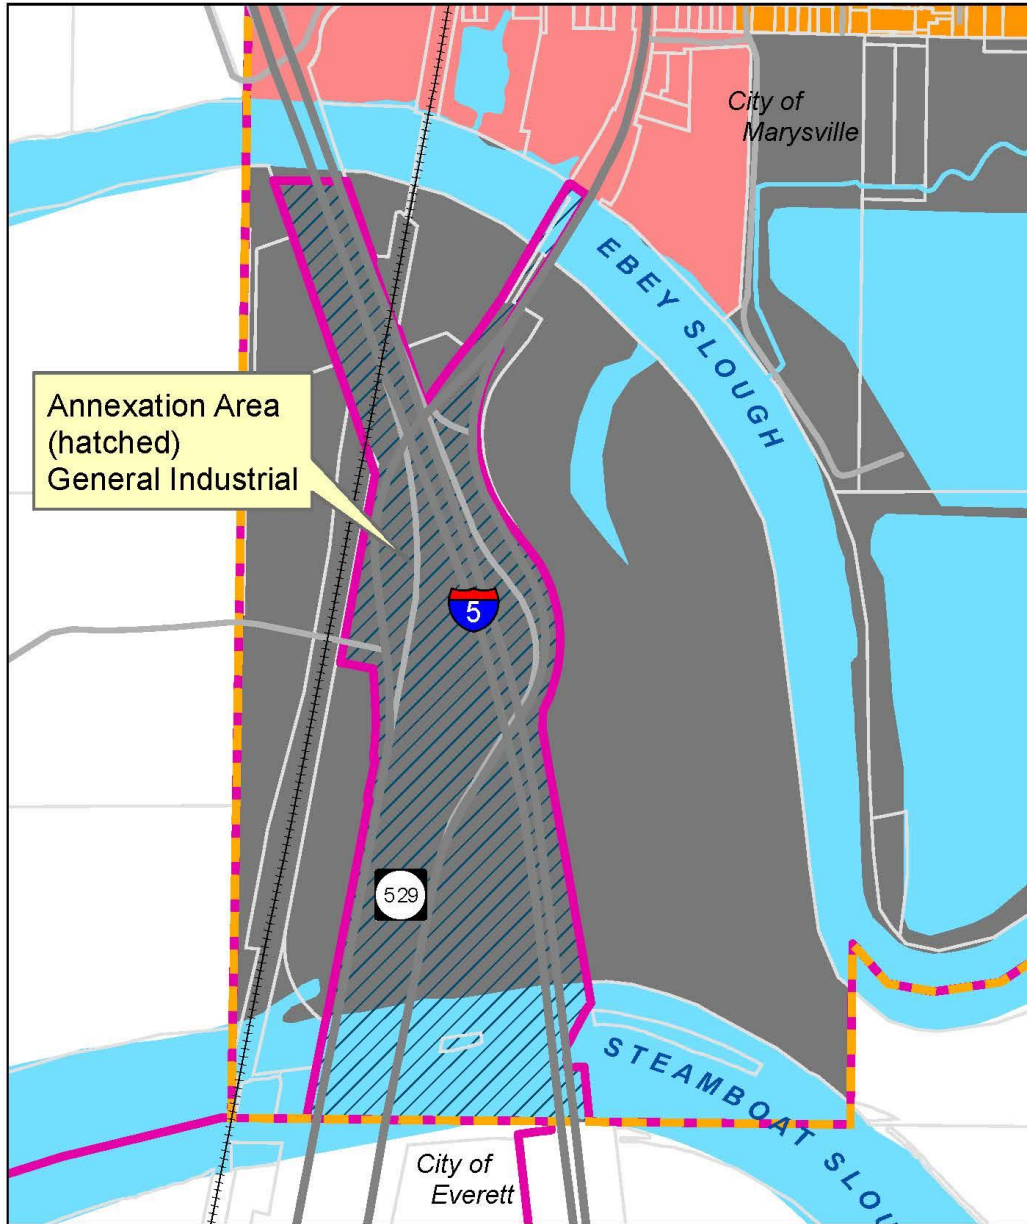 City of
Marysville
EBEY SLOUGH
Annexation Area
(hatched)
General Industrial
5
529
STEAMBOAT SLOU
City of
Everett